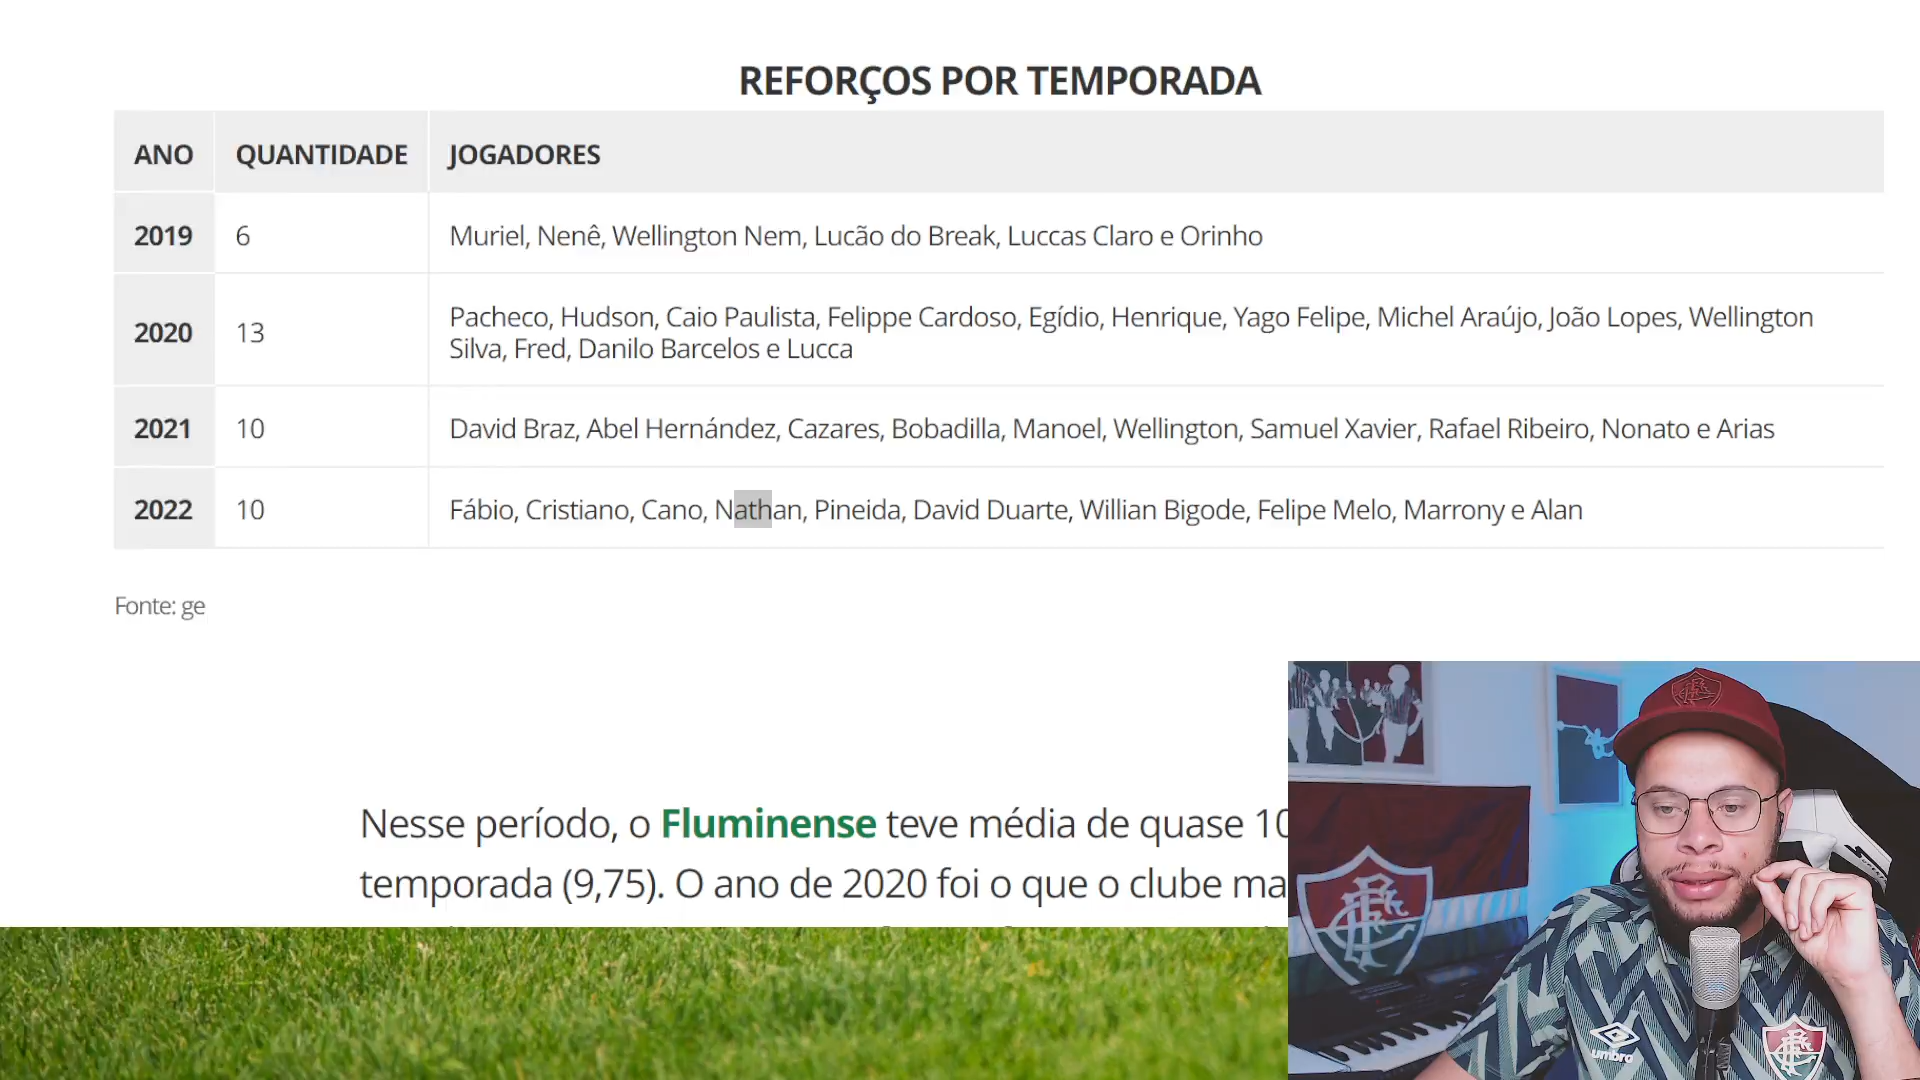 REFORÇOS POR TEMPORADA
ANO QUANTIDADE JOGADORES
2019 6 Muriel, Nenê, Wellington Nem, Lucão do Break, Luccas Claro e Orinho
2020 13 Pacheco, Hudson, Caio Paulista, Felippe Cardoso, Egídio, Henrique, Yago Felipe, Michel Araújo, João Lopes, Wellington
Silva, Fred, Danilo Barcelos e Lucca
2021 10 David Braz, Abel Hernández, Cazares, Bobadilla, Manoel, Wellington, Samuel Xavier, Rafael Ribeiro, Nonato e Arias
2022 10 Fábio, Cristiano, Cano, Nathan, Pineida, David Duarte, Willian Bigode, Felipe Melo, Marrony e Alan
Fonte: ge
Nesse período, o Fluminense teve média de quase 10
temporada (9,75). O ano de 2020 foi o que o clube ma
umbro